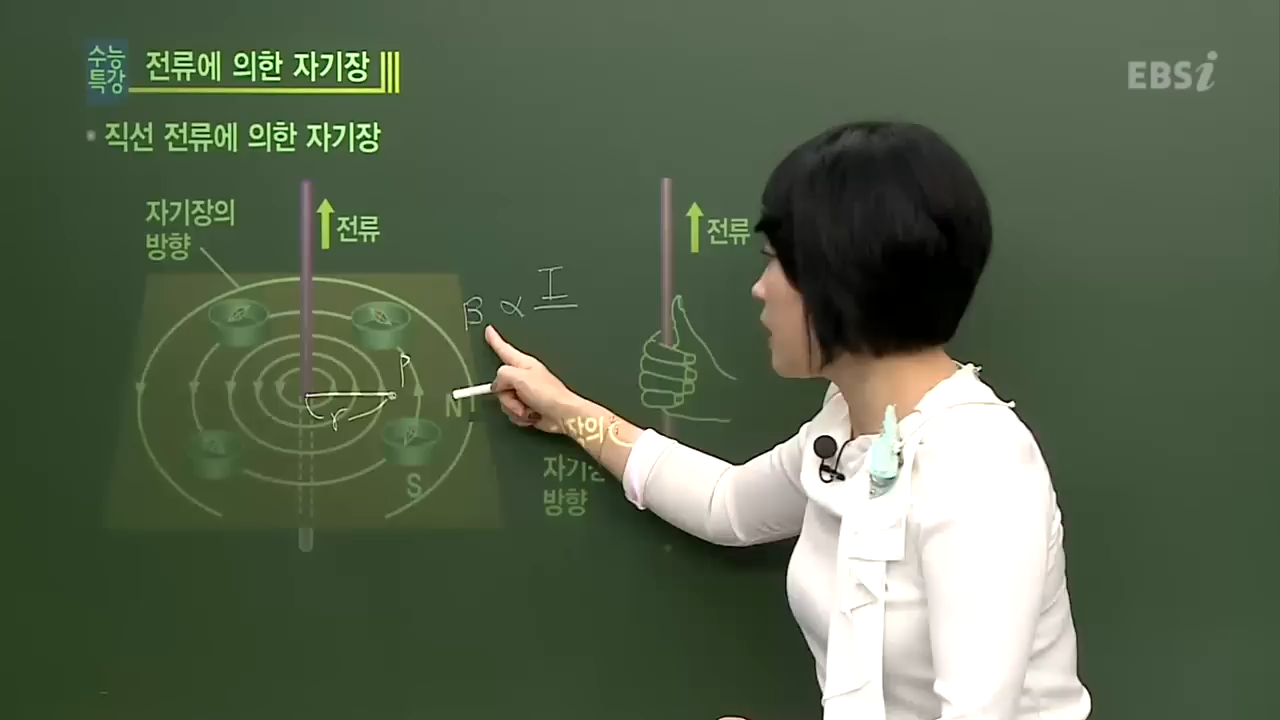 수능
특강
전류에 의한 자기장
EBSi
직선 전류에 의한 자기장
자기장의
방향
전류
전류
B ∝ I
P
r
N
S
자기장
방향